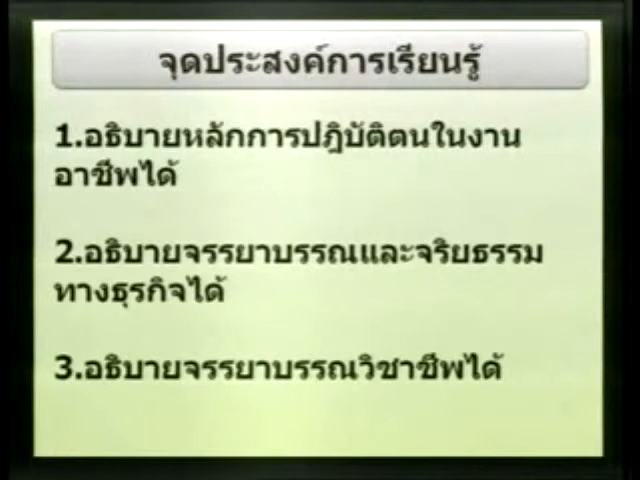 จุดประสงค์การเรียนรู้
1.อธิบายหลักการปฎิบัติตนในงาน
อาชีพได้
2.อธิบายจรรยาบรรณและจริยธรรม
ทางธุรกิจได้
3.อธิบายจรรยาบรรณวิชาชีพได้